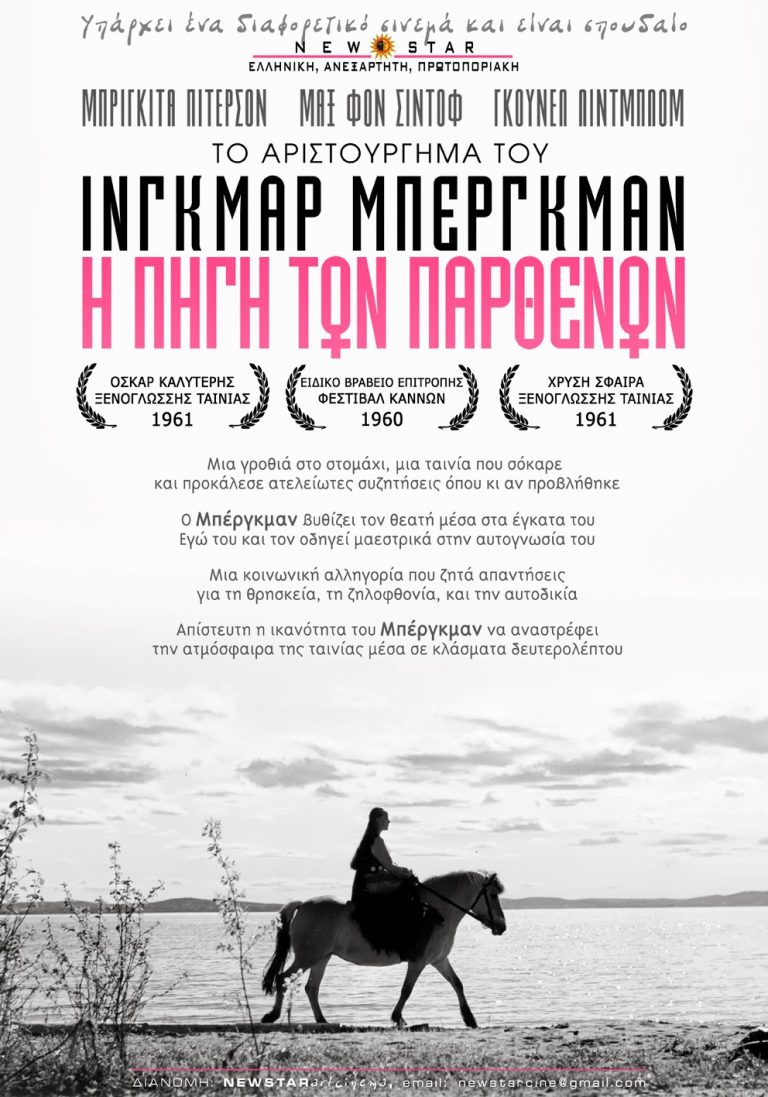 Υπάρχει ένα διαφορετικό σινεμά και είναι σπουδαίο
NEW STAR
ΕΛΛΗΝΙΚΗ, ΑΝΕΞΑΡΤΗΤΗ, ΠΡΩΤΟΠΟΡΙΑΚΗ
ΜΠΡΙΓΚΙΤΑ ΠΙΤΕΡΣΟΝ ΜΑΞ ΦΟΝ ΣΙΝΤΟΦ ΓΚΟΥΝΕΛ ΛΙΝΤΜΠΛΟΜ
ΤΟ ΑΡΙΣΤΟΥΡΓΗΜΑ ΤΟΥ
ΙΝΓΚΜΑΡ ΜΠΕΡΓΚΜΑΝ
Η ΠΗΓΗ ΤΩΝ ΠΑΡΘΕΝΩΝ
ΟΣΚΑΡ ΚΑΛΥΤΕΡΗΣ
ΞΕΝΟΓΛΩΣΣΗΣ ΤΑΙΝΙΑΣ
1961
ΕΙΔΙΚΟ ΒΡΑΒΕΙΟ ΕΠΙΤΡΟΠΗΣ
ΦΕΣΤΙΒΑΛ ΚΑΝΝΩΝ
1960
ΧΡΥΣΗ ΣΦΑΙΡΑ
ΞΕΝΟΓΛΩΣΣΗΣ ΤΑΙΝΙΑΣ
1961
Μια γροθιά στο στομάχι, μια ταινία που σόκαρε
και προκάλεσε ατελείωτες συζητήσεις όπου κι αν προβλήθηκε
Ο Μπέργκμαν βυθίζει τον θεατή μέσα στα έγκατα του
Εγώ του και τον οδηγεί μαεστρικά στην αυτογνωσία του
Μια κοινωνική αλληγορία που ζητά απαντήσεις
για τη θρησκεία, τη ζηλοφθονία, και την αυτοδικία
Απίστευτη η ικανότητα του Μπέργκμαν να αναστρέφει
την ατμόσφαιρα της ταινίας μέσα σε κλάσματα δευτερολέπτου
ΔΙΑΝΟΜΗ: NEWSTAR artcinema, email: newstarcine@gmail.com